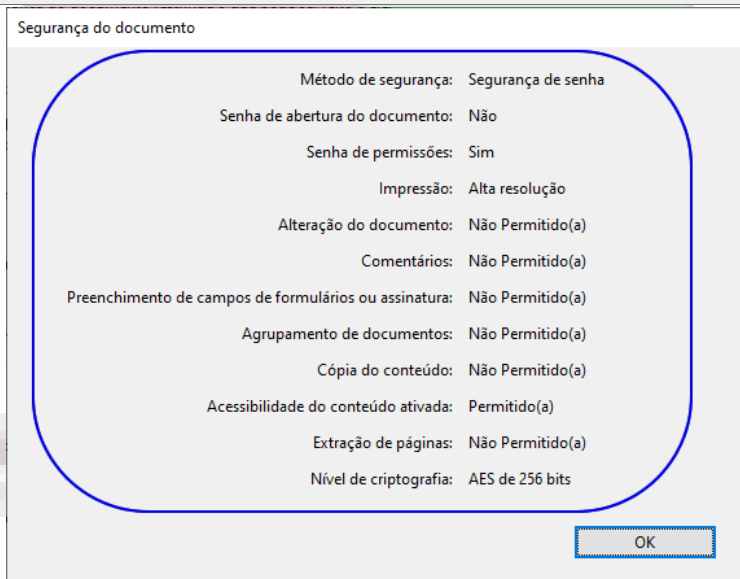 Segurança do documento
Método de segurança: Segurança de senha
Senha de abertura do documento: Não
Senha de permissões: Sim
Impressão: Alta resolução
Alteração do documento: Não Permitido(a)
Comentários: Não Permitido(a)
Preenchimento de campos de formulários ou assinatura: Não Permitido(a)
Agrupamento de documentos: Não Permitido(a)
Cópia do conteúdo: Não Permitido(a)
Acessibilidade do conteúdo ativada: Permitido(a)
Extração de páginas: Não Permitido(a)
Nível de criptografia: AES de 256 bits
OK